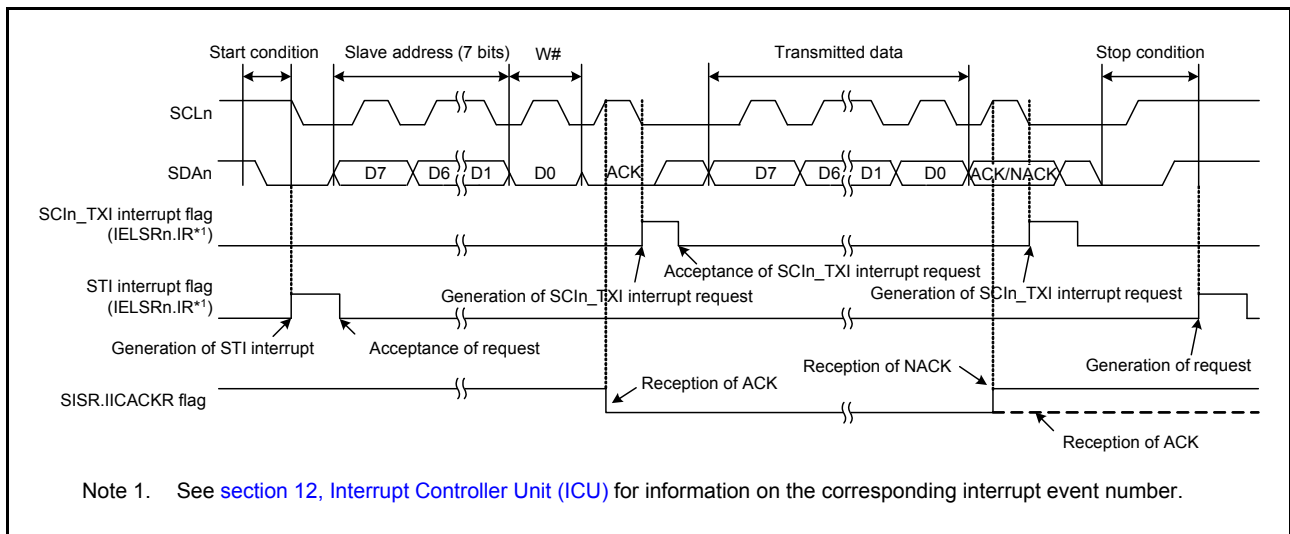 Start condition
Slave address (7 bits)
W#
Transmitted data
Stop condition
SCLn
SDAn
D7
D6
D1
D0
ACK
D7
D6
D1
D0
ACK/NACK
SCIn_TXI interrupt flag
(IELSRn.IR*1)
Acceptance of SCIn_TXI interrupt request
Generation of SCIn_TXI interrupt request
Generation of SCIn_TXI interrupt request
STI interrupt flag
(IELSRn.IR*1)
Generation of STI interrupt
Acceptance of request
Generation of request
SISR.IICACKR flag
Reception of ACK
Reception of NACK
Reception of ACK
Note 1. See section 12, Interrupt Controller Unit (ICU) for information on the corresponding interrupt event number.